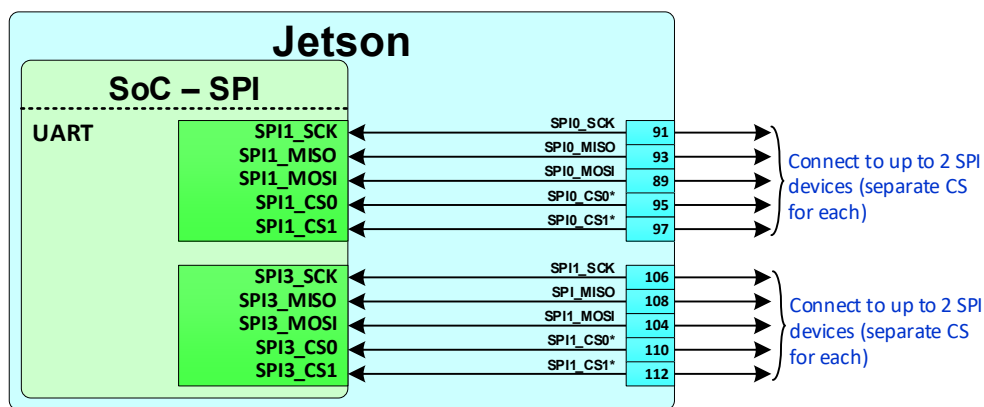 Jetson
SoC – SPI
UART
SPI1_SCK
SPI0_SCK
91
SPI1_MISO
SPI0_MISO
93
SPI1_MOSI
SPI0_MOSI
89
SPI1_CS0
SPI0_CS0*
95
SPI1_CS1
SPI0_CS1*
97
Connect to up to 2 SPI
devices (separate CS
for each)
SPI3_SCK
SPI1_SCK
106
SPI3_MISO
SPI_MISO
108
SPI3_MOSI
SPI1_MOSI
104
SPI3_CS0
SPI1_CS0*
110
SPI3_CS1
SPI1_CS1*
112
Connect to up to 2 SPI
devices (separate CS
for each)